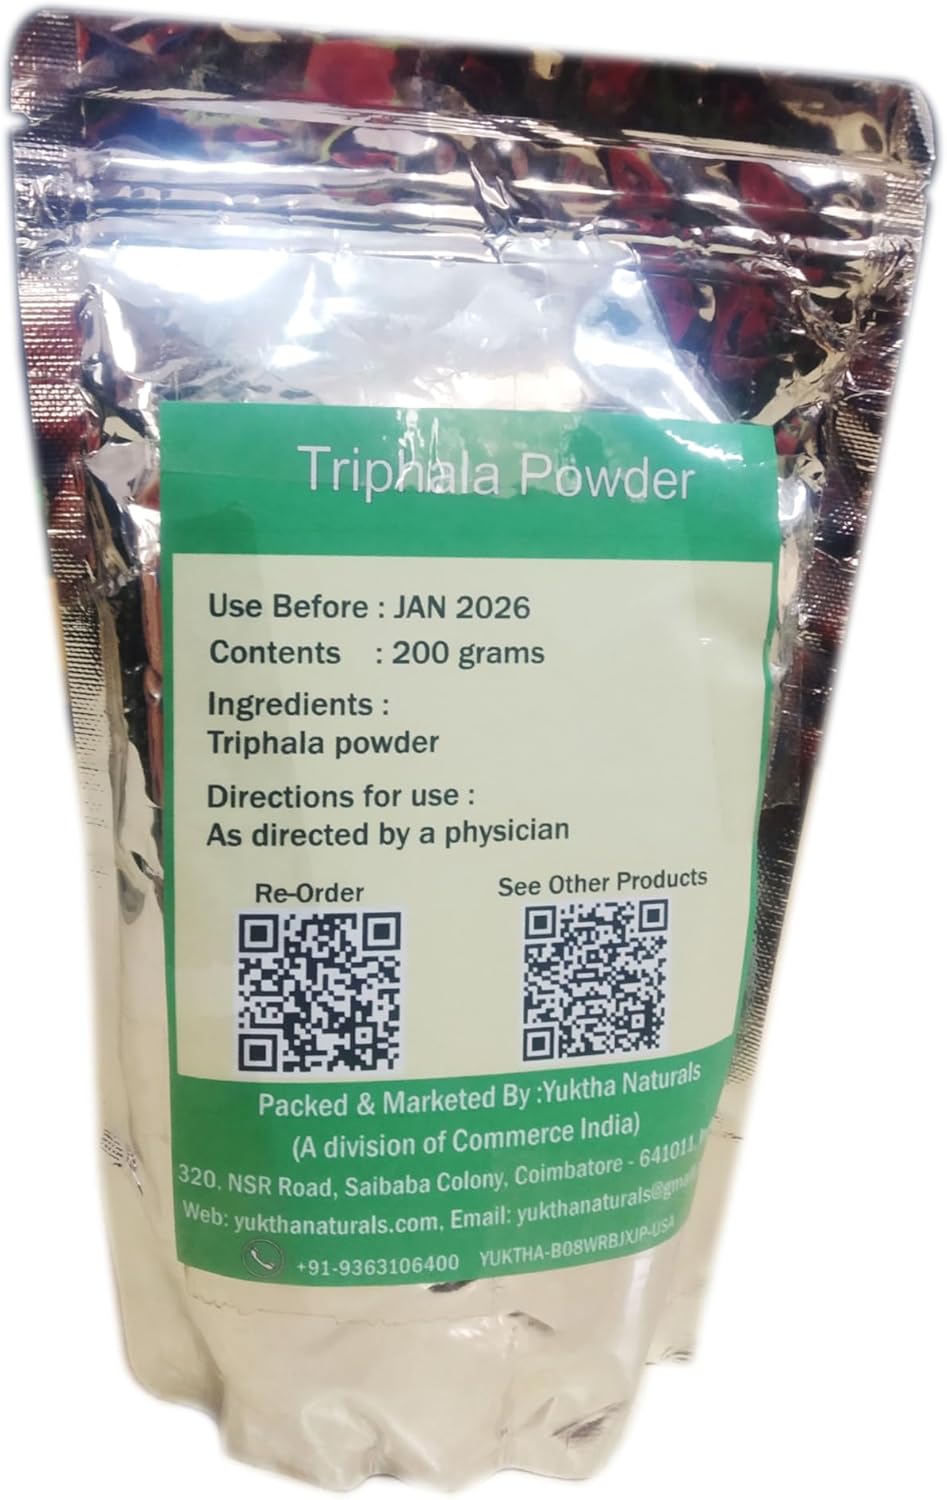 Triphala Powder
Use Before : JAN 2026
Contents : 200 grams
Ingredients :
Triphala powder
Directions for use :
As directed by a physician
Re-Order
See Other Products
Packed & Marketed By :Yuktha Naturals
(A division of Commerce India)
320, NSR Road, Saibaba Colony, Coimbatore - 641011,
Web: yukthanaturals.com, Email: yukthanaturals@gmail
+91-9363106400 YUKTHA-B08WRBJXJP-USA